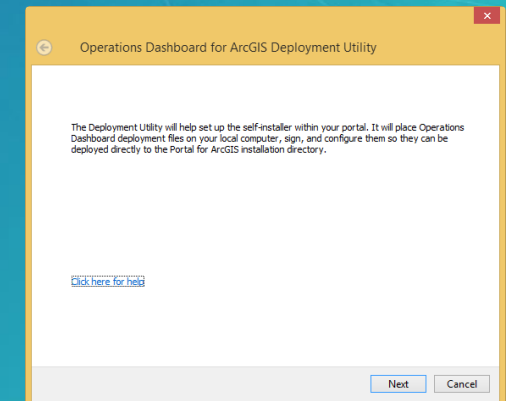 Operations Dashboard for ArcGIS Deployment Utility
The Deployment Utility will help set up the self-installer within your portal. It will place Operations
Dashboard deployment files on your local computer, sign, and configure them so they can be
deployed directly to the Portal for ArcGIS installation directory.
Click here for help
Next Cancel